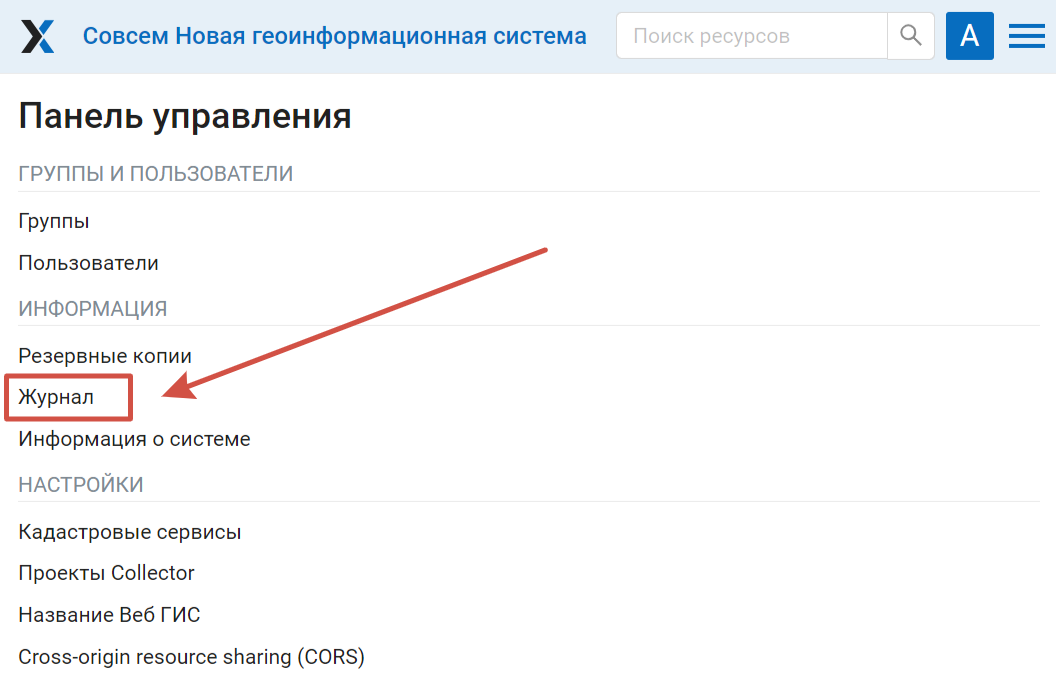 Совсем Новая геоинформационная система
Поиск ресурсов
A
Панель управления
ГРУППЫ И ПОЛЬЗОВАТЕЛИ
Группы
Пользователи
ИНФОРМАЦИЯ
Резервные копии
Журнал
Информация о системе
НАСТРОЙКИ
Кадастровые сервисы
Проекты Collector
Название Веб ГИС
Cross-origin resource sharing (CORS)